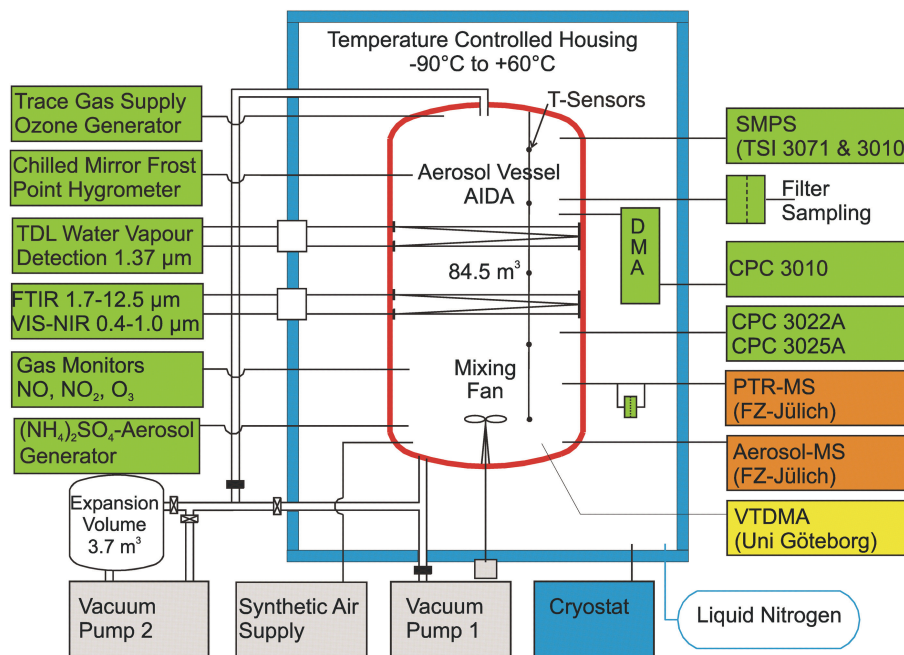 Temperature Controlled Housing
-90°C to +60°C
Trace Gas Supply
Ozone Generator
Chilled Mirror Frost
Point Hygrometer
TDL Water Vapour
Detection 1.37 µm
FTIR 1.7-12.5 µm
VIS-NIR 0.4-1.0 µm
Gas Monitors
NO, NO₂, O₃
(NH₄)₂SO₄-Aerosol
Generator
Expansion
Volume
3.7 m³
Vacuum
Pump 2
Synthetic Air
Supply
Vacuum
Pump 1
Cryostat
Liquid Nitrogen
T-Sensors
Aerosol Vessel
AIDA
84.5 m³
Mixing
Fan
SMPS
(TSI 3071 & 3010
Filter
Sampling
D
M
A
CPC 3010
CPC 3022A
CPC 3025A
PTR-MS
(FZ-Jülich)
Aerosol-MS
(FZ-Jülich)
VTDMA
(Uni Göteborg)